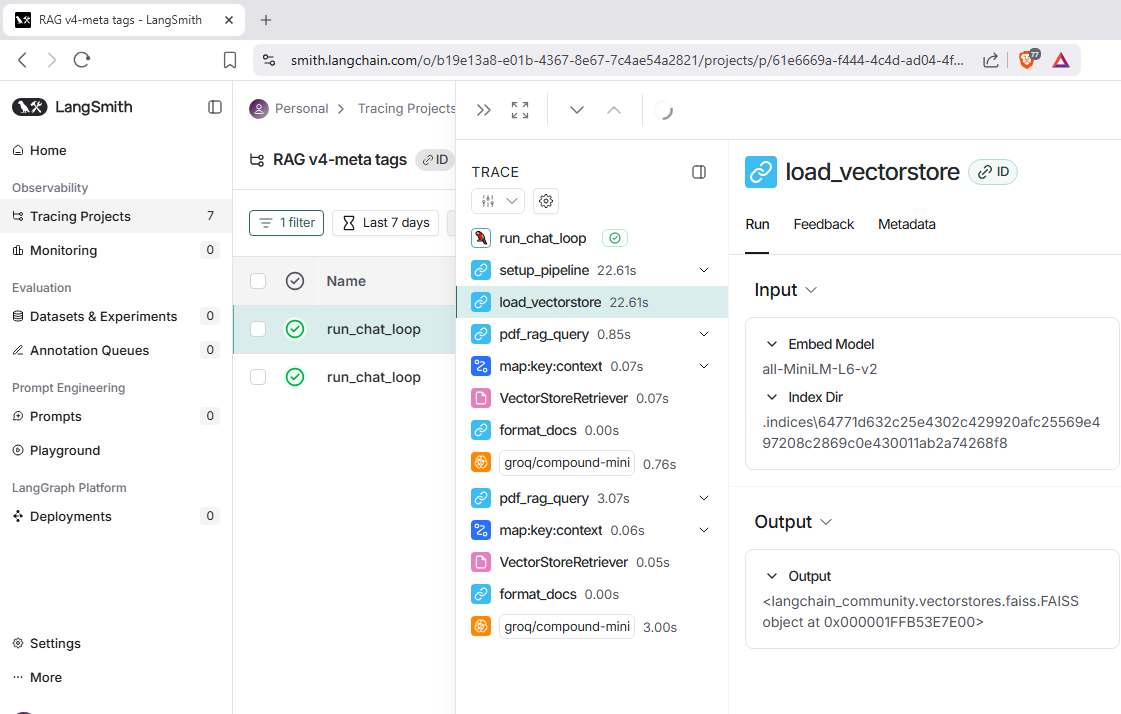 RAG v4-meta tags - LangSmith
smith.langchain.com/o/b19e13a8-e01b-4367-8e67-7c4ae54a2821/projects/p/61e6669a-f444-4c4d-ad04-4f...
77
LangSmith
Home
Observability
Tracing Projects 7
Monitoring 0
Evaluation
Datasets & Experiments 0
Annotation Queues 0
Prompt Engineering
Prompts 0
Playground
LangGraph Platform
Deployments 0
Settings
More
Personal
Tracing Projects
RAG v4-meta tags
ID
1 filter
Last 7 days
Name
run_chat_loop
run_chat_loop
TRACE
run_chat_loop
setup_pipeline 22.61s
load_vectorstore 22.61s
pdf_rag_query 0.85s
map:key:context 0.07s
VectorStoreRetriever 0.07s
format_docs 0.00s
groq/compound-mini 0.76s
pdf_rag_query 3.07s
map:key:context 0.06s
VectorStoreRetriever 0.05s
format_docs 0.00s
groq/compound-mini 3.00s
load_vectorstore
ID
Run Feedback Metadata
Input
Embed Model
all-MiniLM-L6-v2
Index Dir
.indices\64771d632c25e4302c429920afc25569e4
97208c2869c0e430011ab2a74268f8
Output
Output
<langchain_community.vectorstores.faiss.FAISS
object at 0x000001FFB53E7E00>